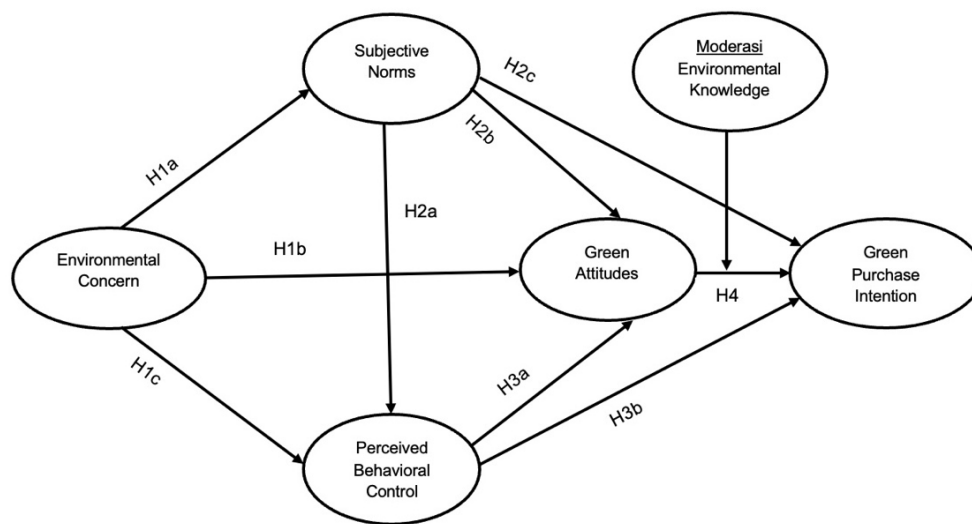 Subjective
Norms
Moderasi
Environmental
Knowledge
H2c
H2b
H1a
H2a
H1b
Environmental
Concern
Green
Attitudes
H4
Green
Purchase
Intention
H1c
H3a
H3b
Perceived
Behavioral
Control